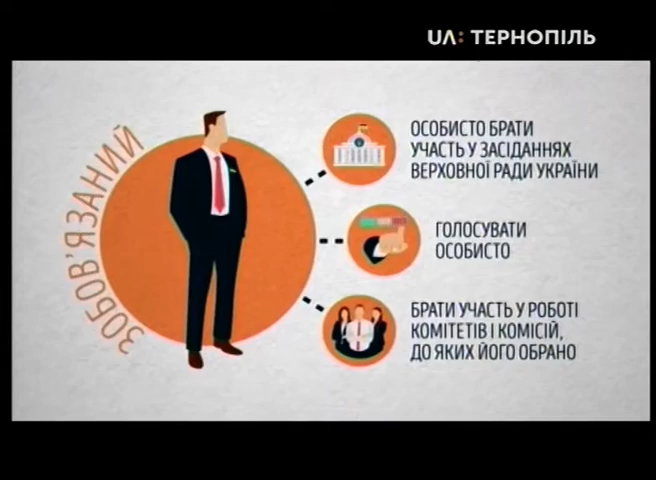 UA: ТЕРНОПІЛЬ
ЗОБОВ'ЯЗАНИЙ
ОСОБИСТО БРАТИ
УЧАСТЬ У ЗАСІДАННЯХ
ВЕРХОВНОЇ РАДИ УКРАЇНИ
ГОЛОСУВАТИ
ОСОБИСТО
БРАТИ УЧАСТЬ У РОБОТІ
КОМІТЕТІВ І КОМІСІЙ,
ДО ЯКИХ ЙОГО ОБРАНО